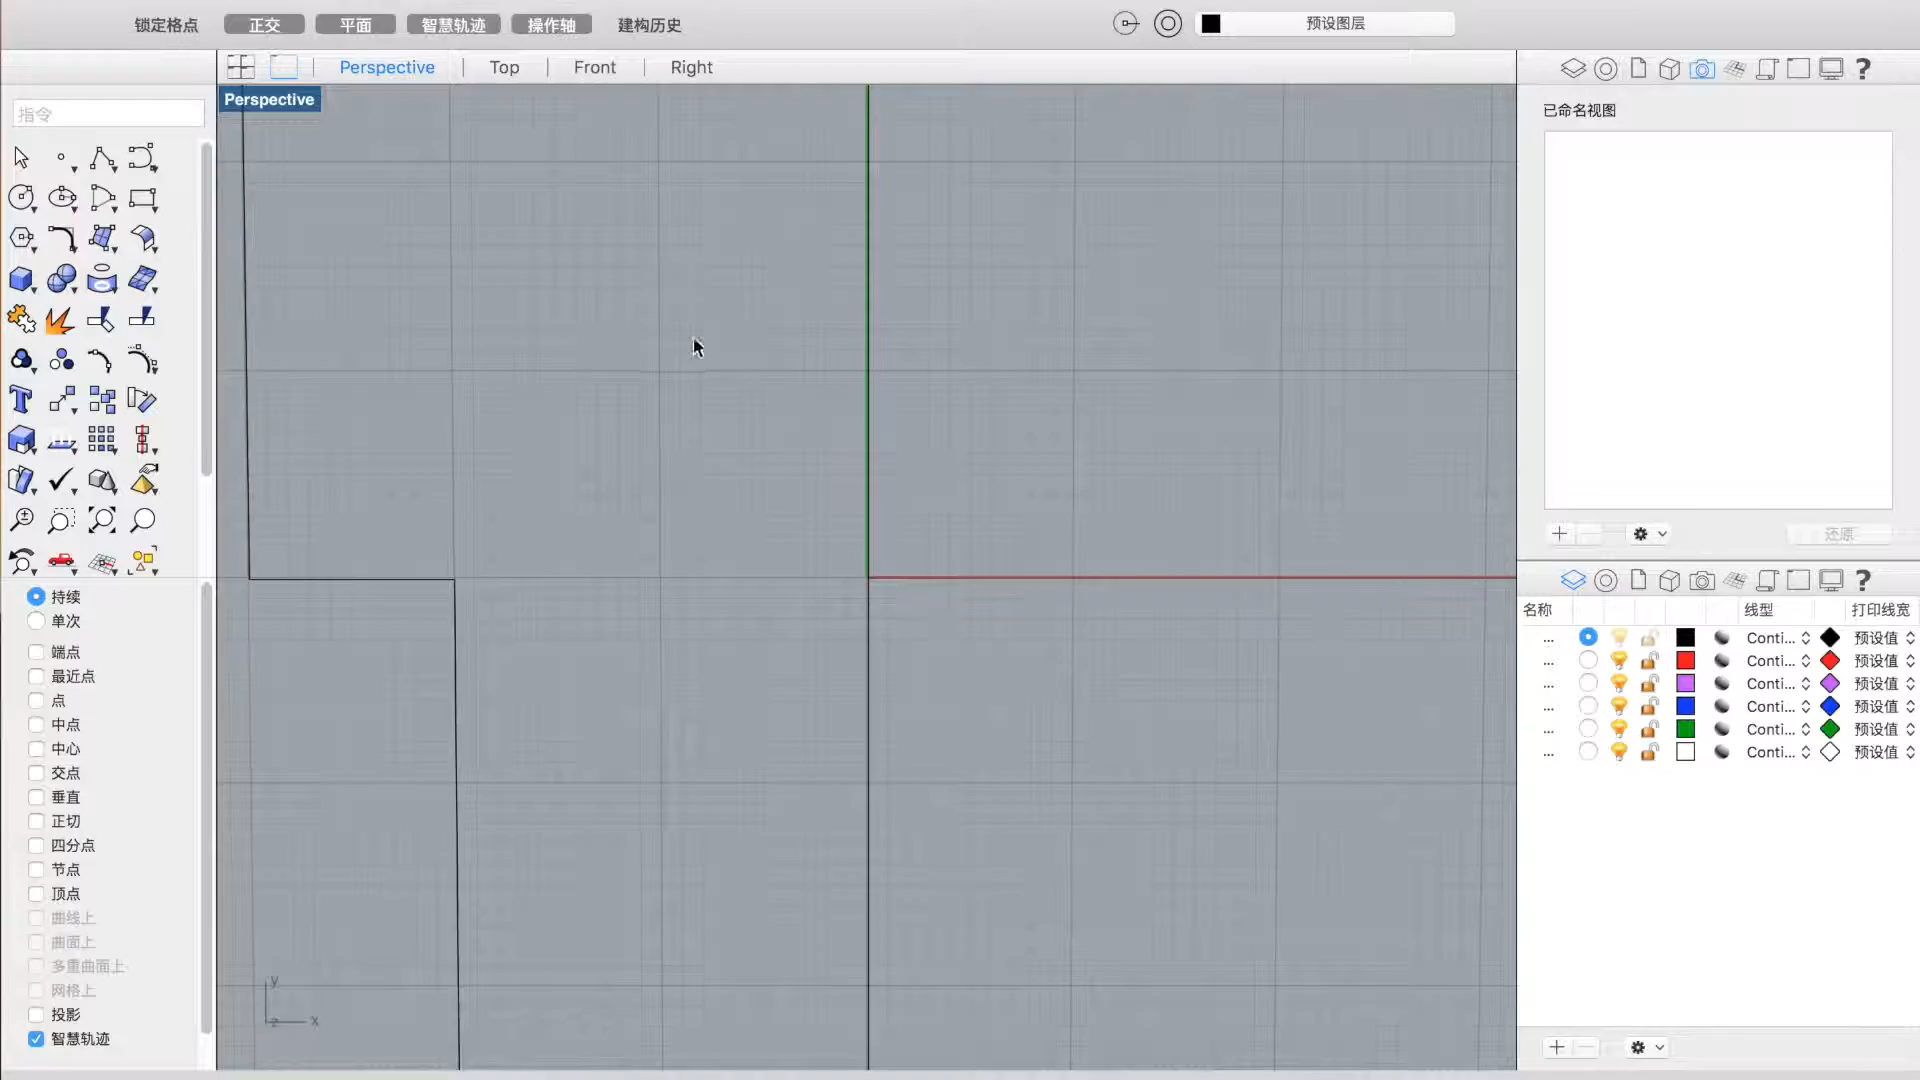 锁定格点 正交 平面 智慧轨迹 操作轴 建构历史 预设图层
Perspective Top Front Right
Perspective
指令
已命名视图
还原
持续
单次
端点
最近点
点
中点
中心
交点
垂直
正切
四分点
节点
顶点
曲线上
曲面上
多重曲面上
网格上
投影
智慧轨迹
y
z x
名称 线型 打印线宽
... Conti... 预设值
... Conti... 预设值
... Conti... 预设值
... Conti... 预设值
... Conti... 预设值
... Conti... 预设值